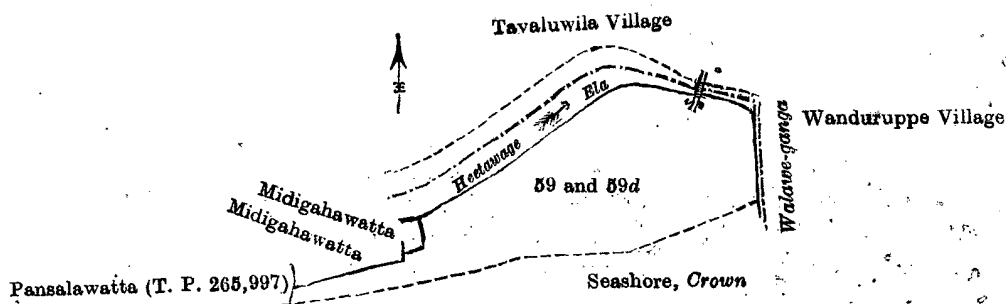 Tavaluwila Village
Wanduruppe Village
Heetawage Ela
Walawe-ganga
59 and 59d
Midigahawatta
Midigahawatta
Pansalawatta (T. P. 265,997)
Seashore, Crown